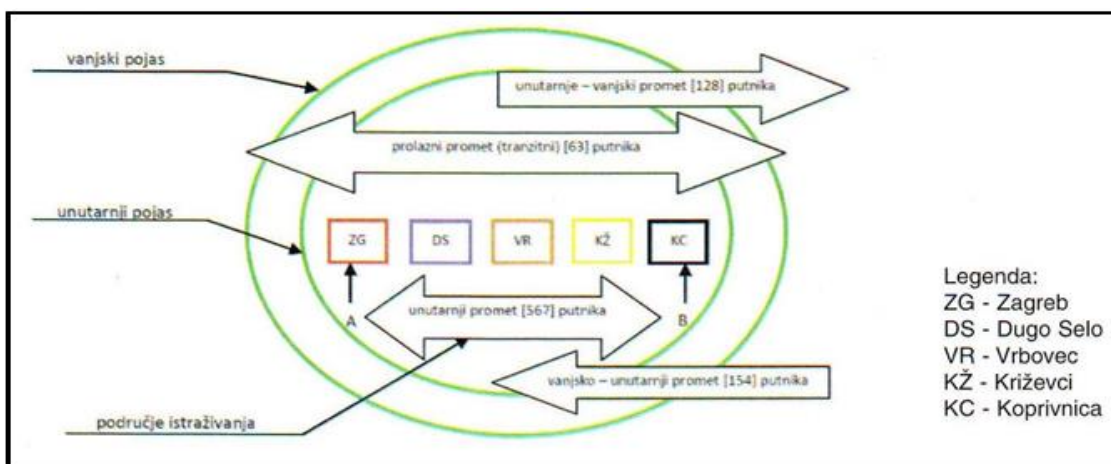 vanjski pojas
unutarnje – vanjski promet [128] putnika
prolazni promet (tranzitni) [63] putnika
unutarnji pojas
ZG
DS
VR
KŽ
KC
A
unutarnji promet [567] putnika
B
vanjsko – unutarnji promet [154] putnika
područje istraživanja
Legenda:
ZG - Zagreb
DS - Dugo Selo
VR - Vrbovec
KŽ - Križevci
KC - Koprivnica